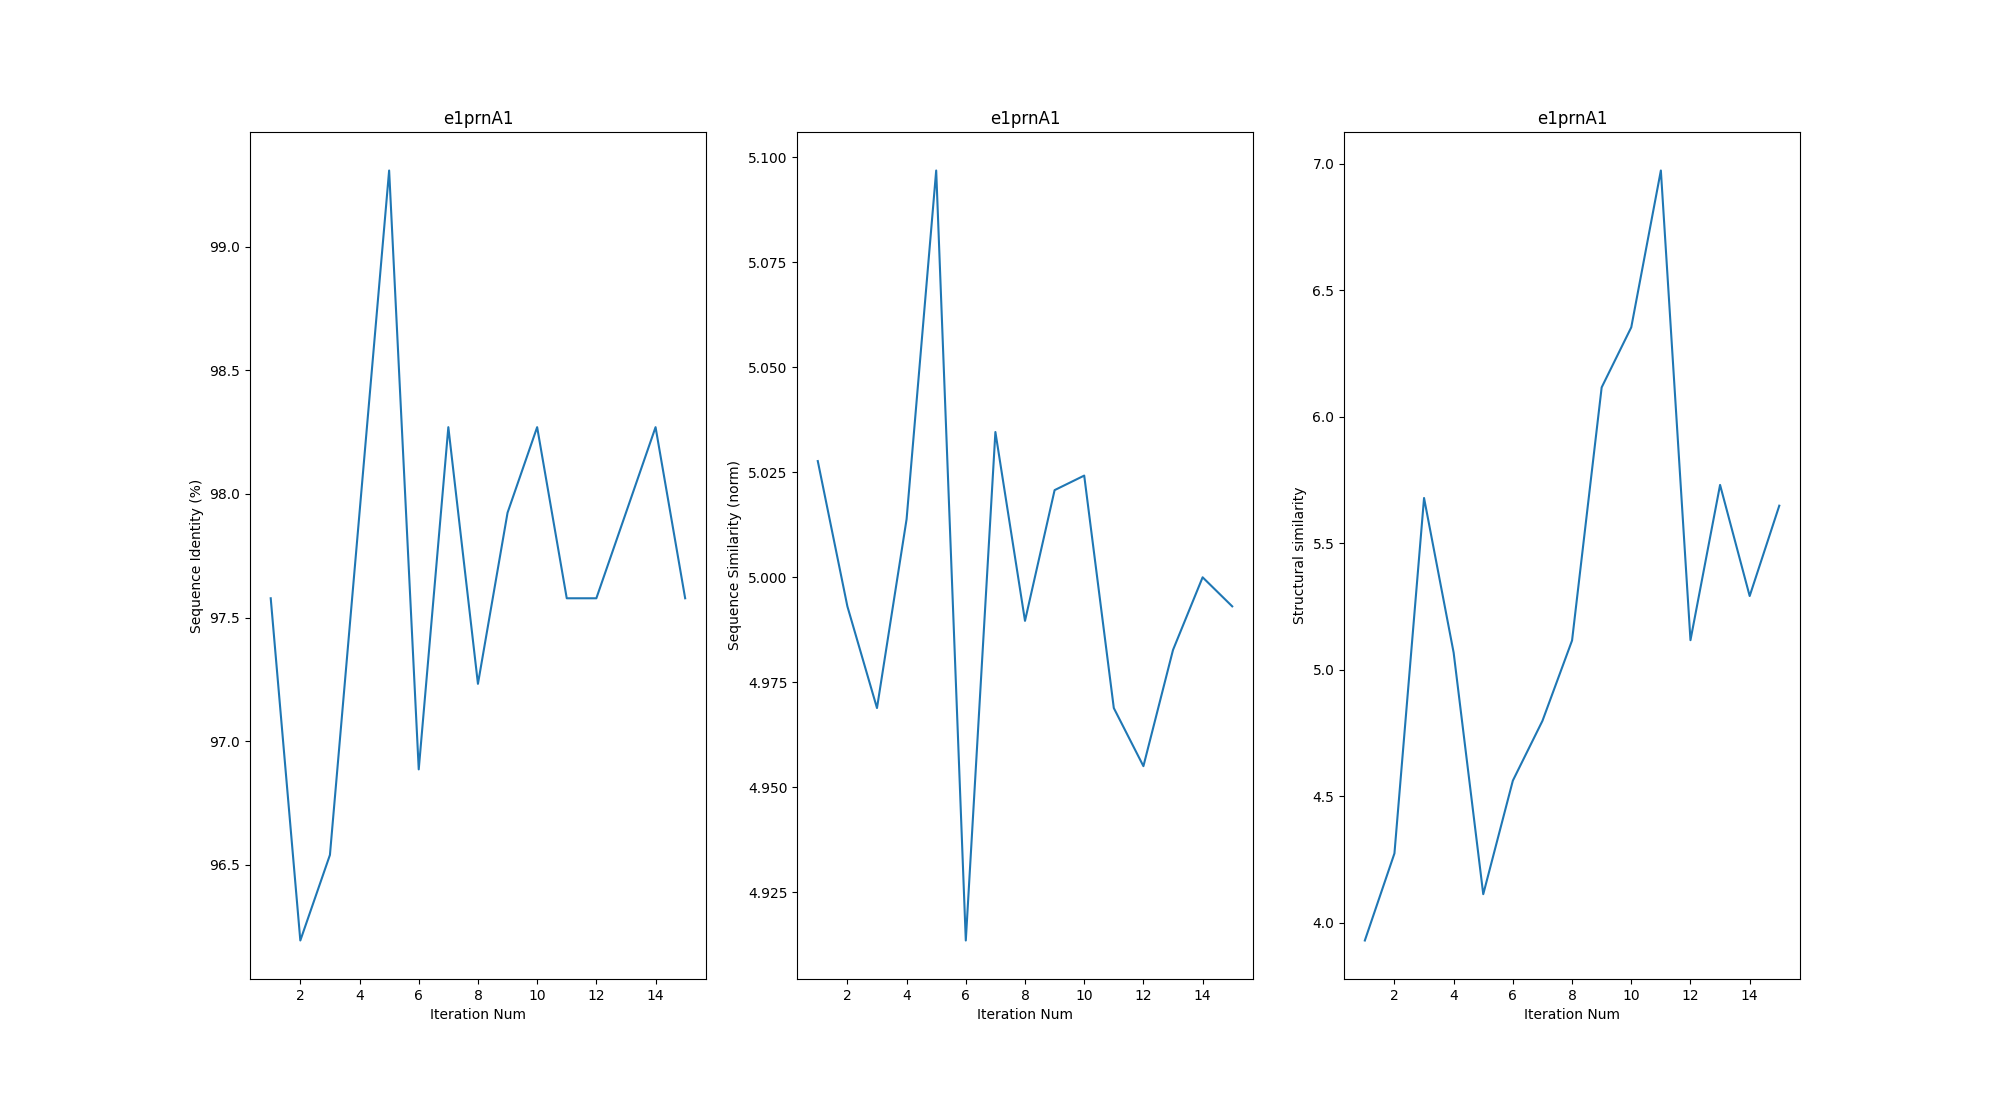 e1prnA1
99.0
98.5
98.0
97.5
97.0
96.5
Sequence Identity (%)
2 4 6 8 10 12 14
Iteration Num
e1prnA1
5.100
5.075
5.050
5.025
5.000
4.975
4.950
4.925
Sequence Similarity (norm)
2 4 6 8 10 12 14
Iteration Num
e1prnA1
7.0
6.5
6.0
5.5
5.0
4.5
4.0
Structural similarity
2 4 6 8 10 12 14
Iteration Num